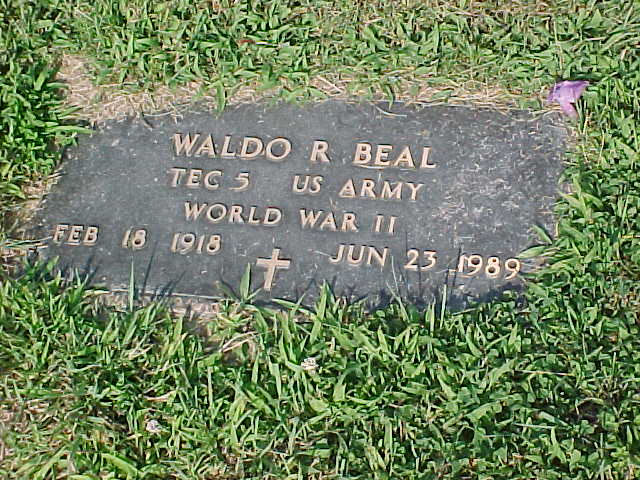 WALDO R BEAL
TEC 5 US ARMY
WORLD WAR II
FEB 18 1918 JUN 23 1989